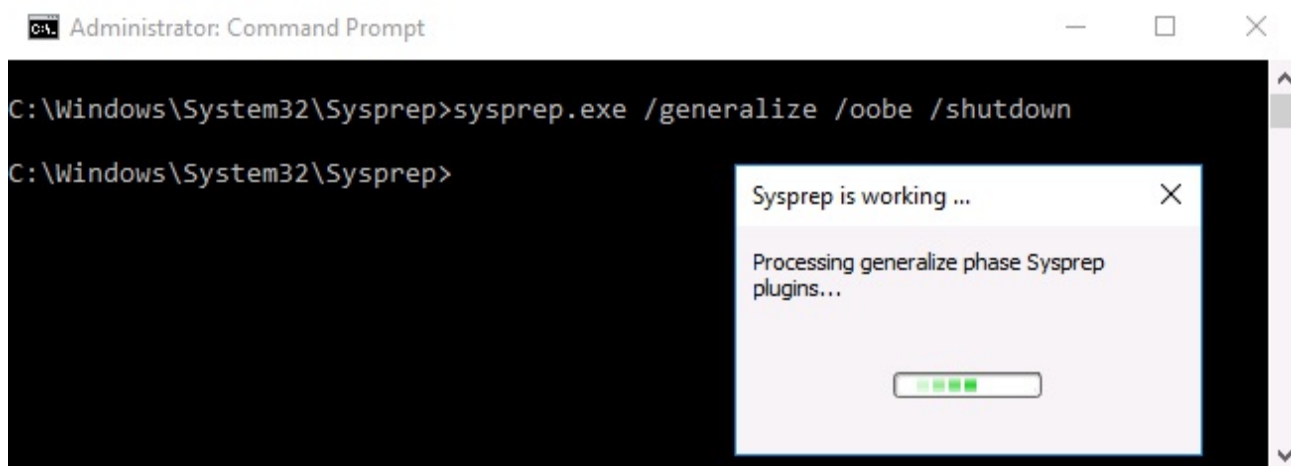 Administrator: Command Prompt
C:\Windows\System32\Sysprep>sysprep.exe /generalize /oobe /shutdown
C:\Windows\System32\Sysprep>
Sysprep is working ...
Processing generalize phase Sysprep
plugins...